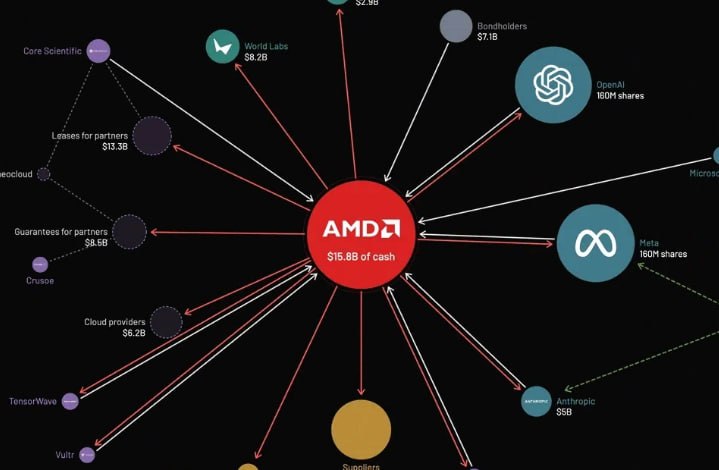 $2.9B
Bondholders
$7.1B
Core Scientific
World Labs
$8.2B
OpenAI
160M shares
Leases for partners
$13.3B
eocloud
Microso
AMD
$15.8B of cash
Guarantees for partners
$8.5B
Meta
160M shares
Crusoe
Cloud providers
$6.2B
TensorWave
ANTHROPIC
Anthropic
$5B
Vultr
Suppliers